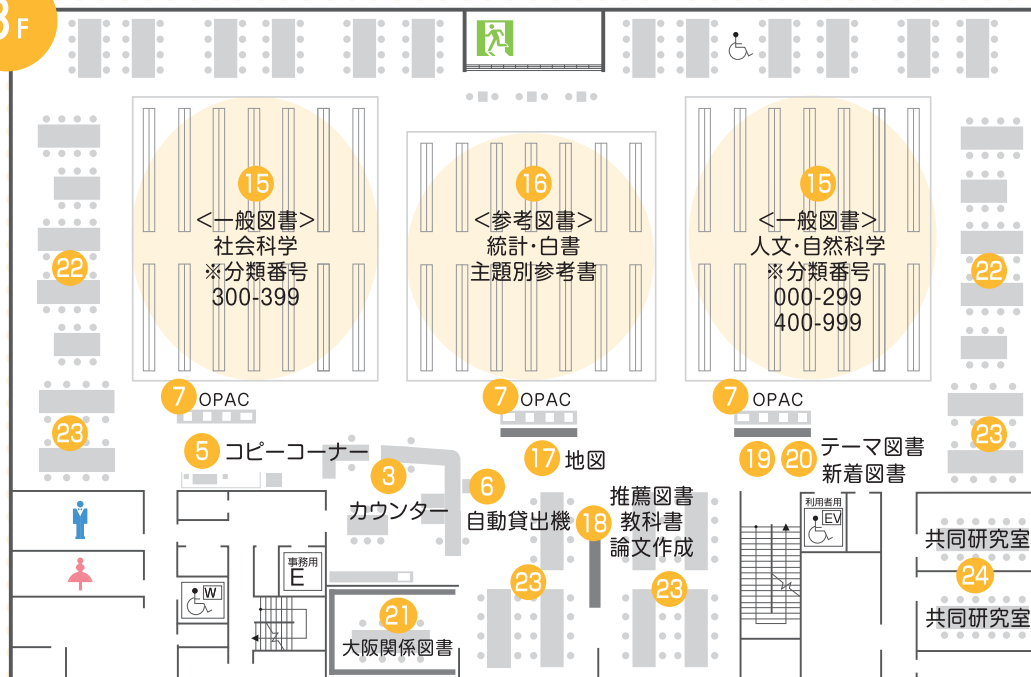 3F
15
<一般図書>
社会科学
※分類番号
300-399
16
<参考図書>
統計・白書
主題別参考書
15
<一般図書>
人文・自然科学
※分類番号
000-299
400-999
22
22
7 OPAC
7 OPAC
7 OPAC
23
23
5 コピーコーナー
17 地図
19 20 テーマ図書
新着図書
3
カウンター
6
自動貸出機
18
推薦図書
教科書
論文作成
利用者用
EV
事務用
E
W
23
23
共同研究室
24
共同研究室
21
大阪関係図書